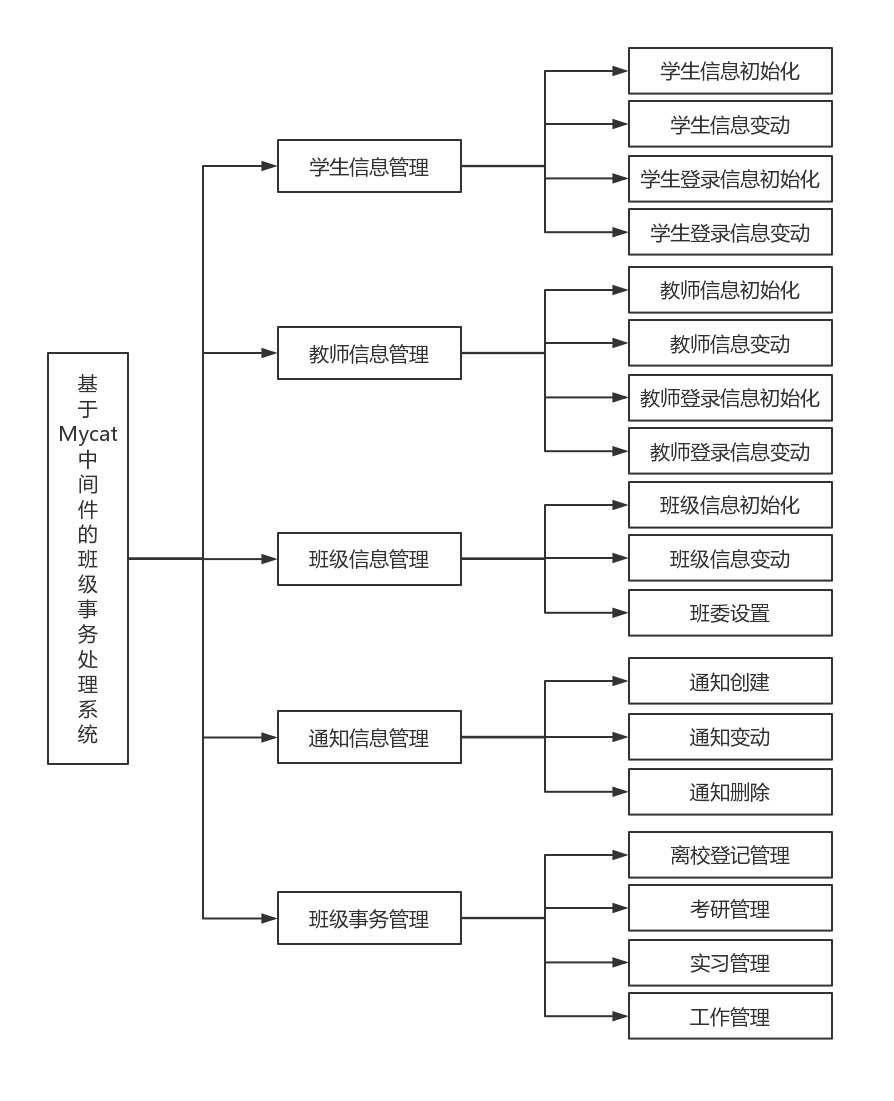 基
于
Mycat
中
间
件
的
班
级
事
务
处
理
系
统
学生信息管理
学生信息初始化
学生信息变动
学生登录信息初始化
学生登录信息变动
教师信息管理
教师信息初始化
教师信息变动
教师登录信息初始化
教师登录信息变动
班级信息管理
班级信息初始化
班级信息变动
班委设置
通知信息管理
通知创建
通知变动
通知删除
班级事务管理
离校登记管理
考研管理
实习管理
工作管理